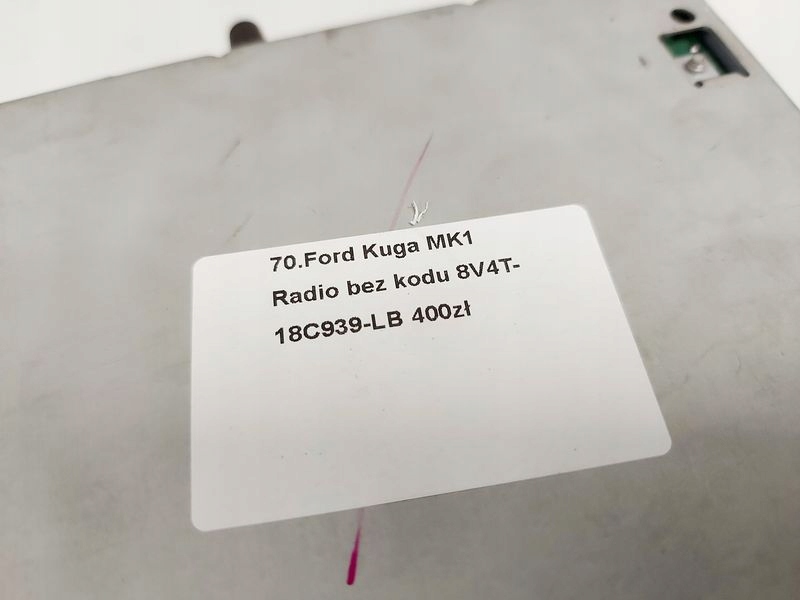 70.Ford Kuga MK1
Radio bez kodu 8V4T-
18C939-LB 400zł